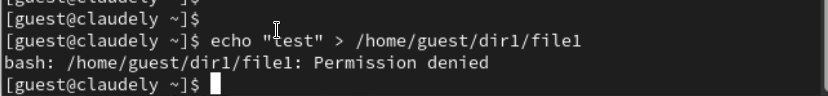 [guest@claudely ~]$
[guest@claudely ~]$ echo "test" > /home/guest/dir1/file1
bash: /home/guest/dir1/file1: Permission denied
[guest@claudely ~]$